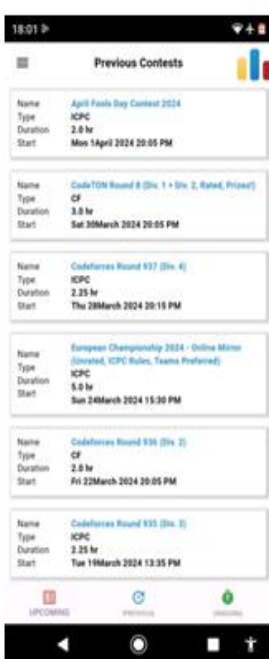 18:01
Previous Contests
Name April Fools Day Contest 2024
Type ICPC
Duration 2.0 hr
Start Mon 1April 2024 20:05 PM
Name CodeTON Round 8 (Div. 1 + Div. 2, Rated, Prizes!)
Type CF
Duration 3.0 hr
Start Sat 30March 2024 20:05 PM
Name Codeforces Round 937 (Div. 4)
Type ICPC
Duration 2.25 hr
Start Thu 28March 2024 20:15 PM
Name European Championship 2024 - Online Mirror
(Unrated, ICPC Rules, Teams Preferred)
Type ICPC
Duration 5.0 hr
Start Sun 24March 2024 15:30 PM
Name Codeforces Round 936 (Div. 2)
Type CF
Duration 2.0 hr
Start Fri 22March 2024 20:05 PM
Name Codeforces Round 935 (Div. 3)
Type ICPC
Duration 2.25 hr
Start Tue 19March 2024 13:35 PM
UPCOMING PREVIOUS ONGOING